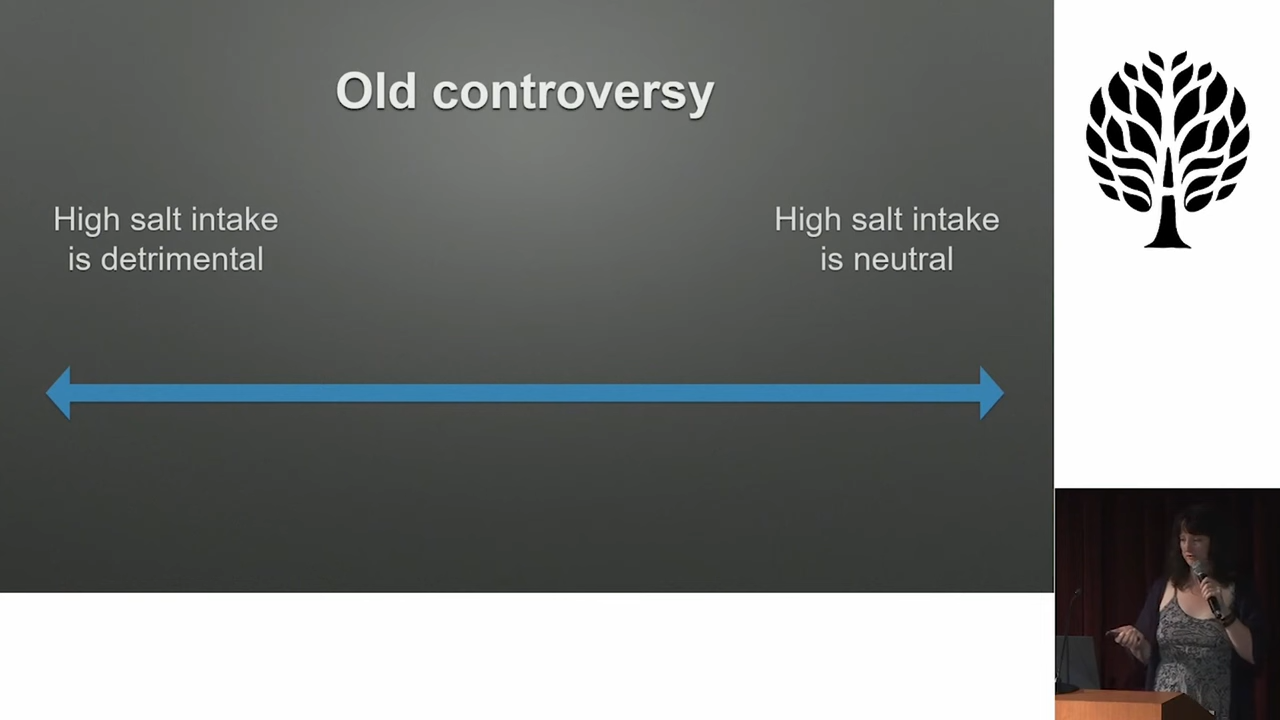 Old controversy
High salt intake
is detrimental
High salt intake
is neutral